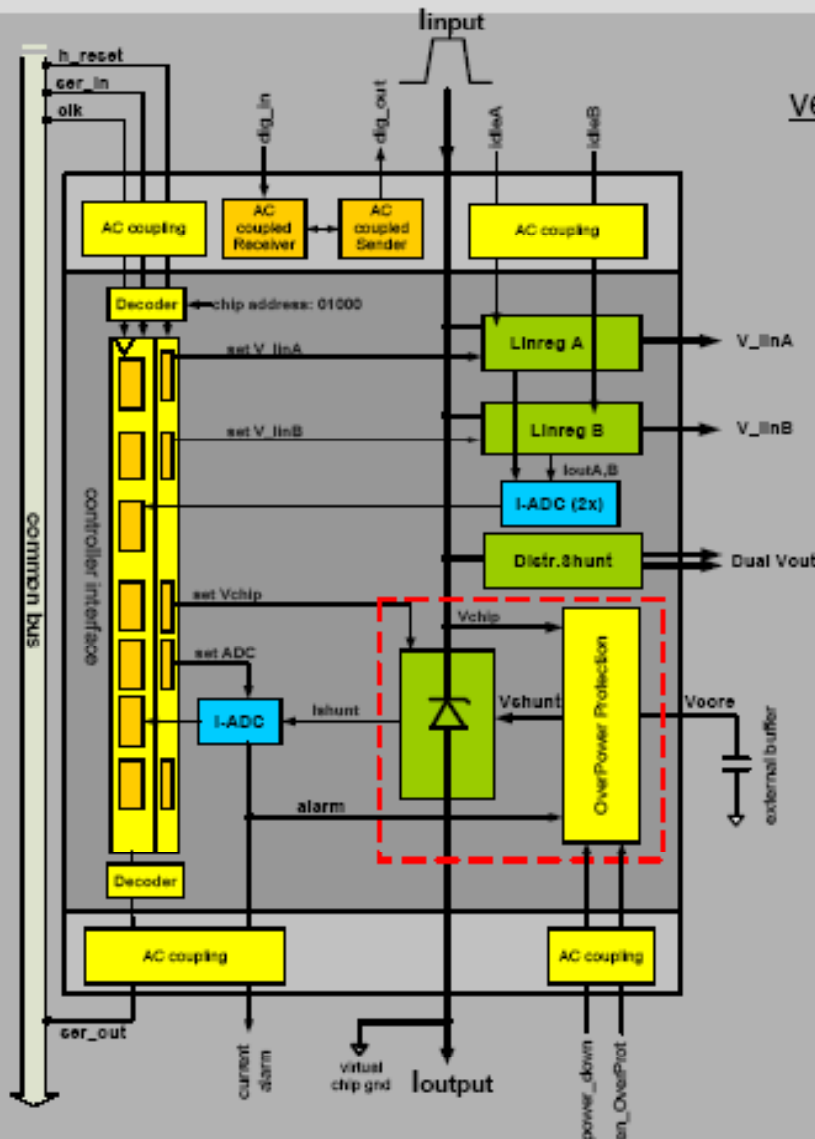 Iinput
h_reset
ser_in
clk
dig_in
dig_out
idleA
idleB
V6
AC coupling
AC
coupled
Receiver
AC
coupled
Sender
AC coupling
Decoder
chip address: 01000
set V_linA
Linreg A
V_linA
set V_linB
Linreg B
V_linB
IoutA,B
I-ADC (2x)
Distr.Shunt
Dual Vout
controller interface
common bus
set Vchip
Vchip
set ADC
I-ADC
Ishunt
Vshunt
OverPower Protection
Vcore
external buffer
alarm
Decoder
AC coupling
AC coupling
ser_out
current
alarm
virtual
chip gnd
Ioutput
power_down
en_OverProt